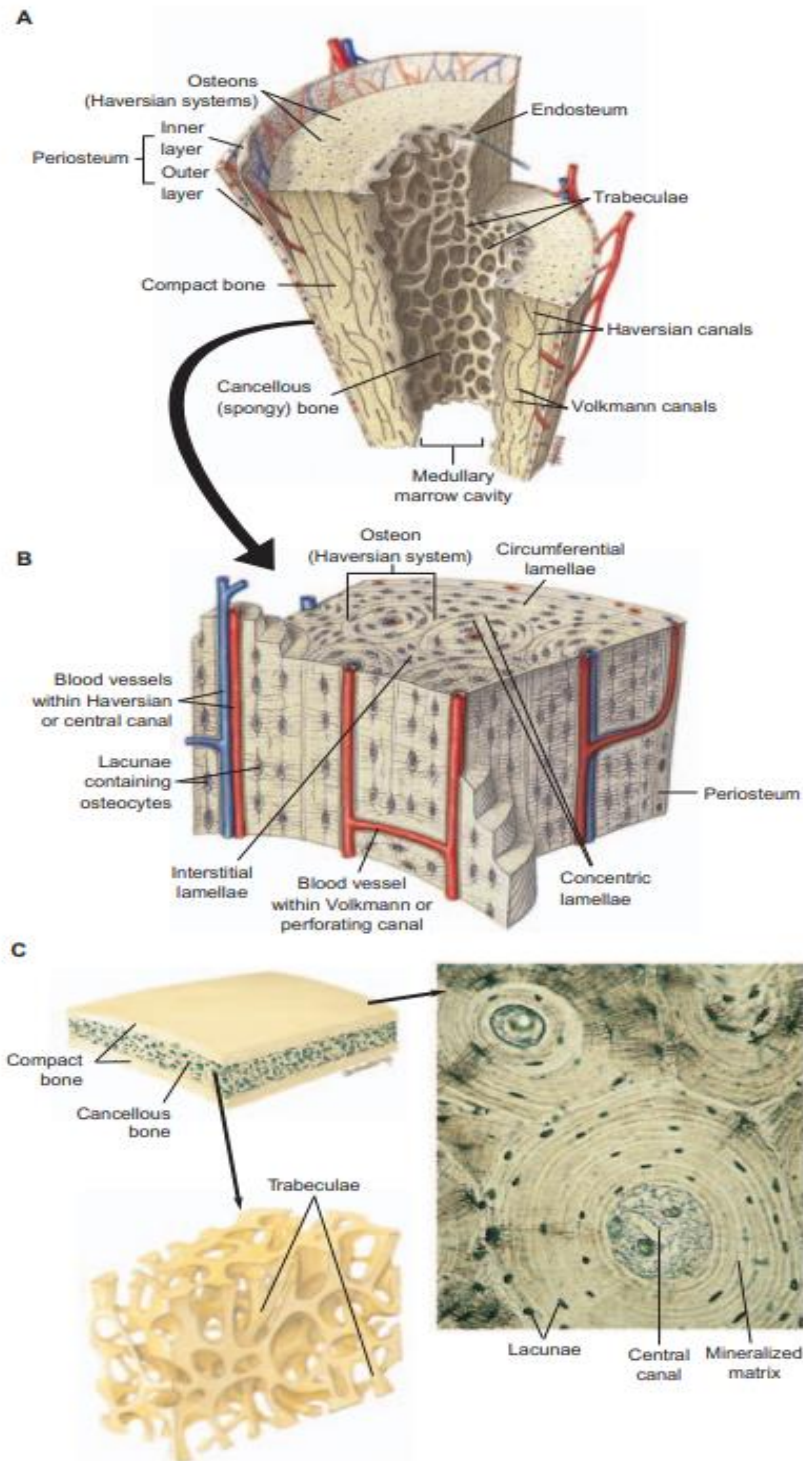 A
Osteons
(Haversian systems)
Endosteum
Periosteum
Inner
layer
Outer
layer
Trabeculae
Compact bone
Haversian canals
Cancellous
(spongy) bone
Volkmann canals
Medullary
marrow cavity
B
Osteon
(Haversian system)
Circumferential
lamellae
Blood vessels
within Haversian
or central canal
Lacunae
containing
osteocytes
Periosteum
Interstitial
lamellae
Blood vessel
within Volkmann or
perforating canal
Concentric
lamellae
C
Compact
bone
Cancellous
bone
Trabeculae
Lacunae
Central
canal
Mineralized
matrix